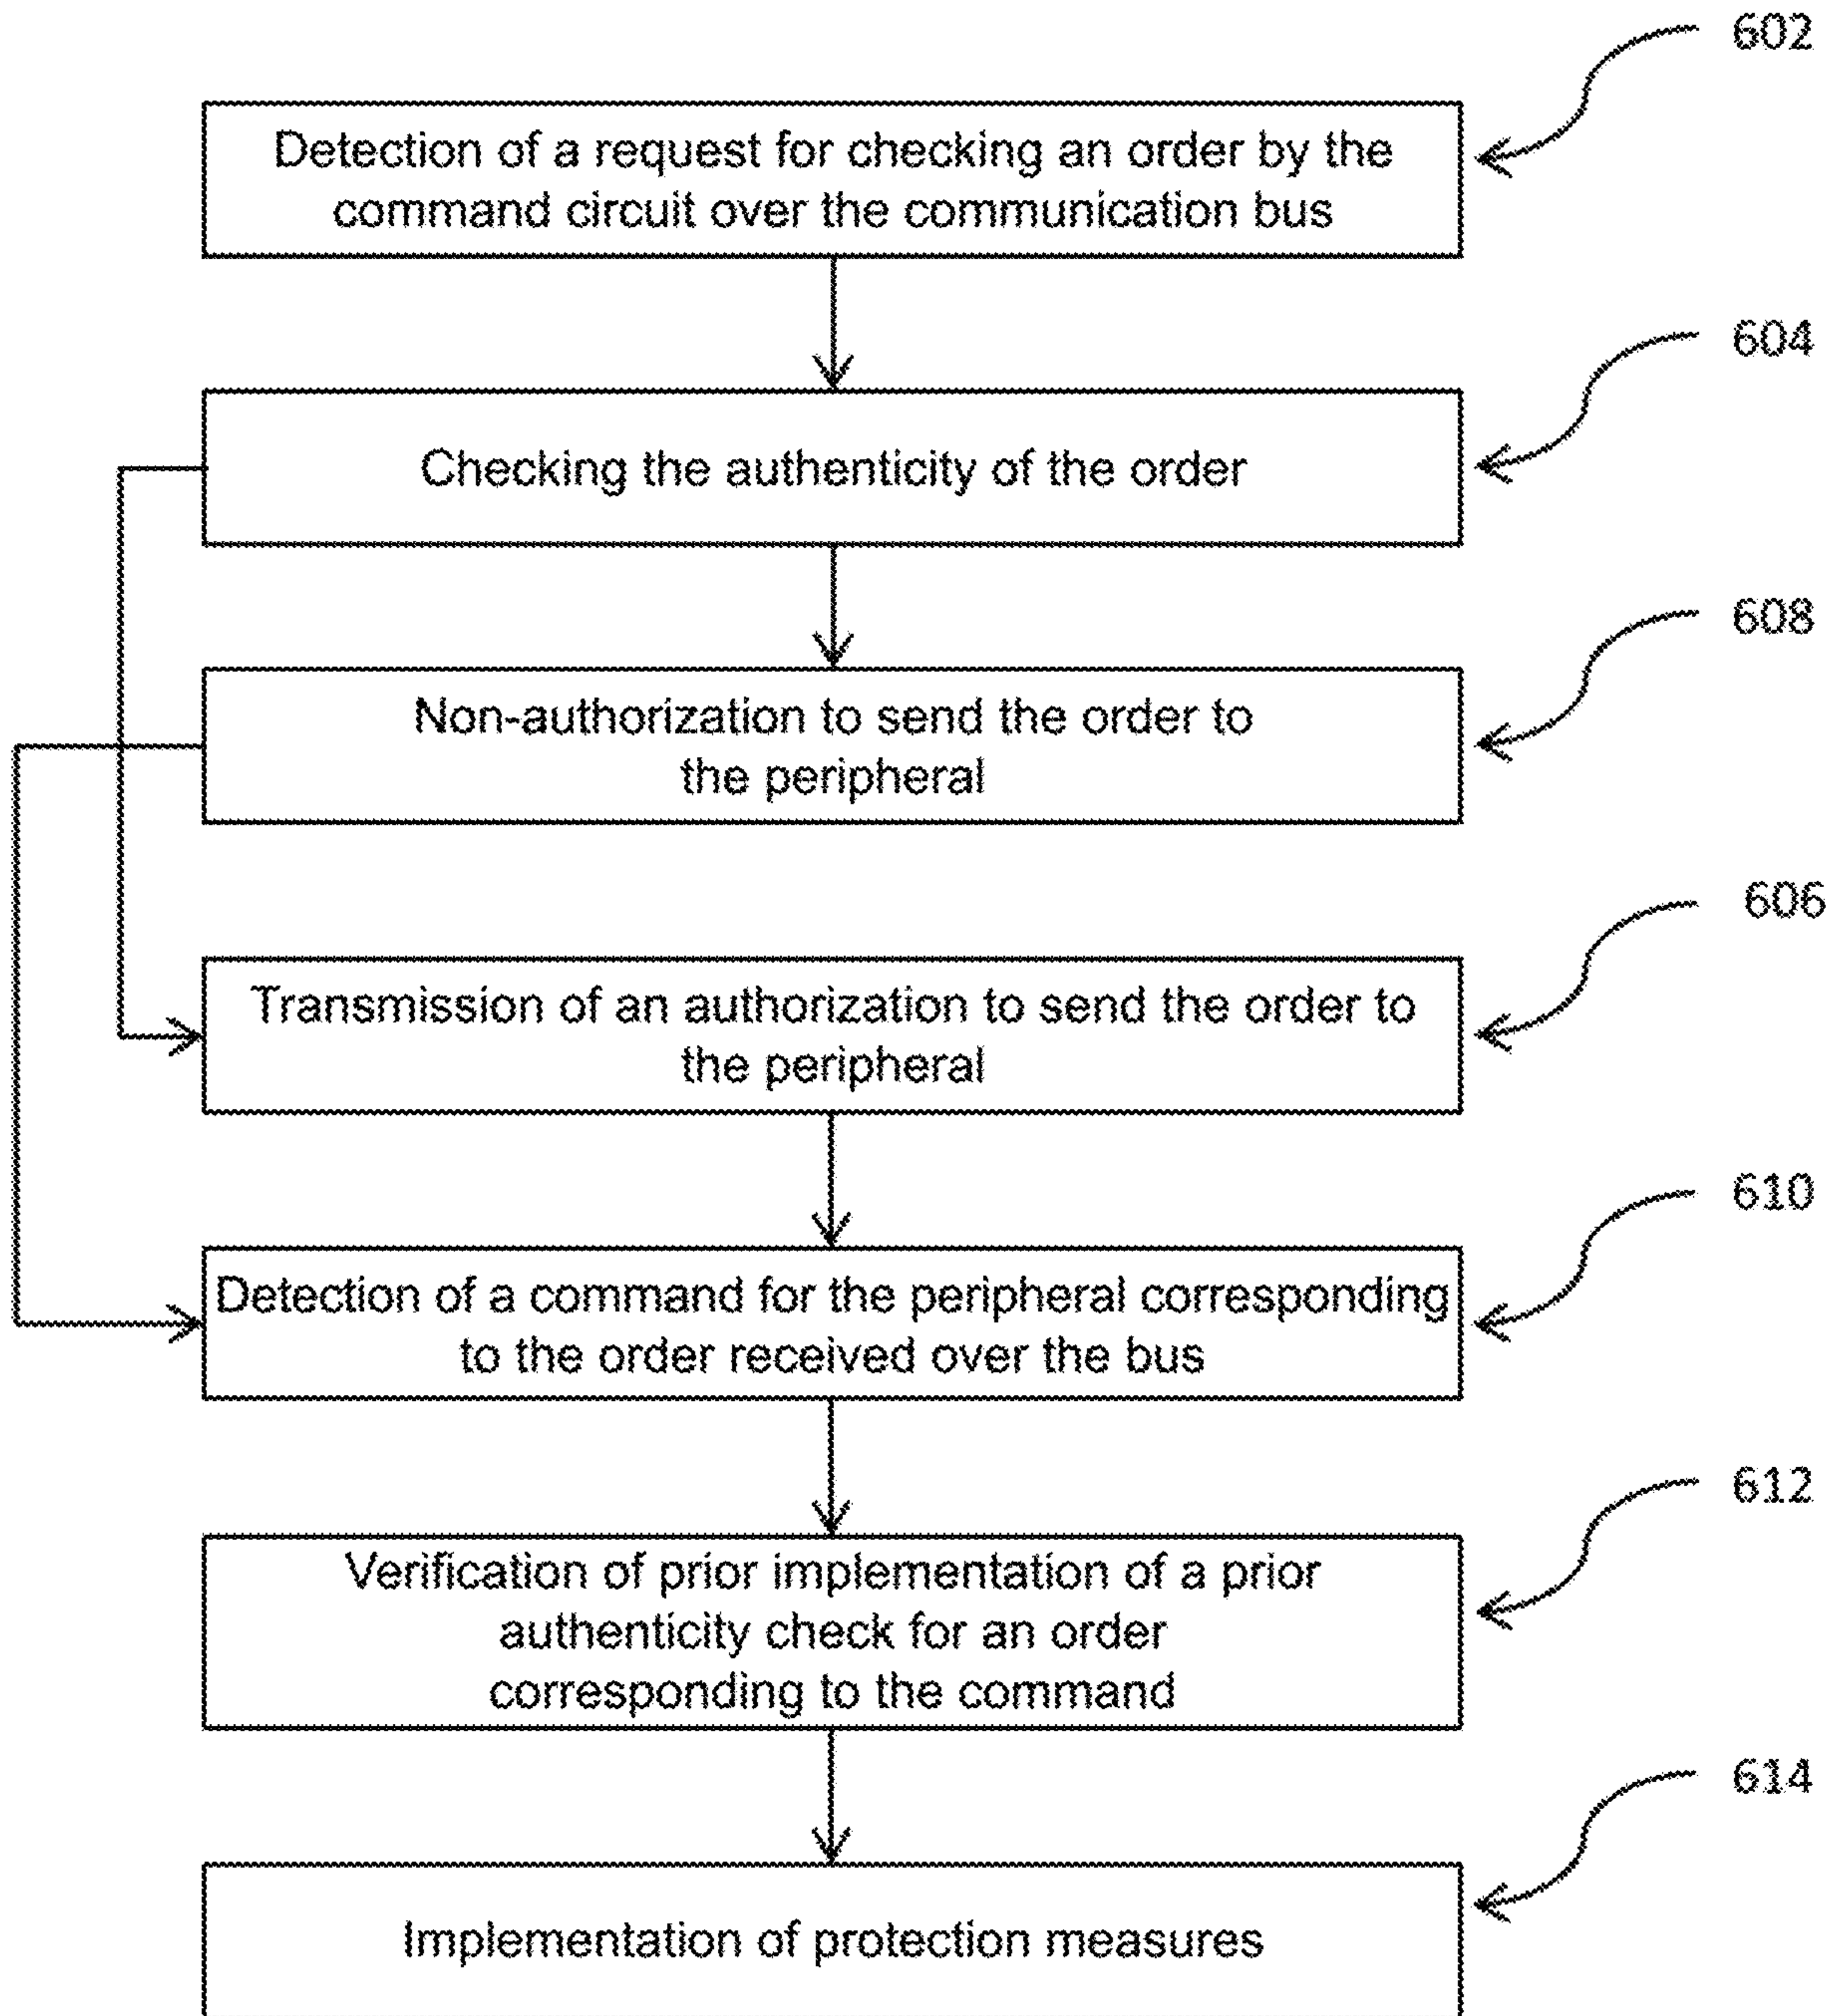 602
Detection of a request for checking an order by the
command circuit over the communication bus
604
Checking the authenticity of the order
608
Non-authorization to send the order to
the peripheral
606
Transmission of an authorization to send the order to
the peripheral
610
Detection of a command for the peripheral corresponding
to the order received over the bus
612
Verification of prior implementation of a prior
authenticity check for an order
corresponding to the command
614
Implementation of protection measures